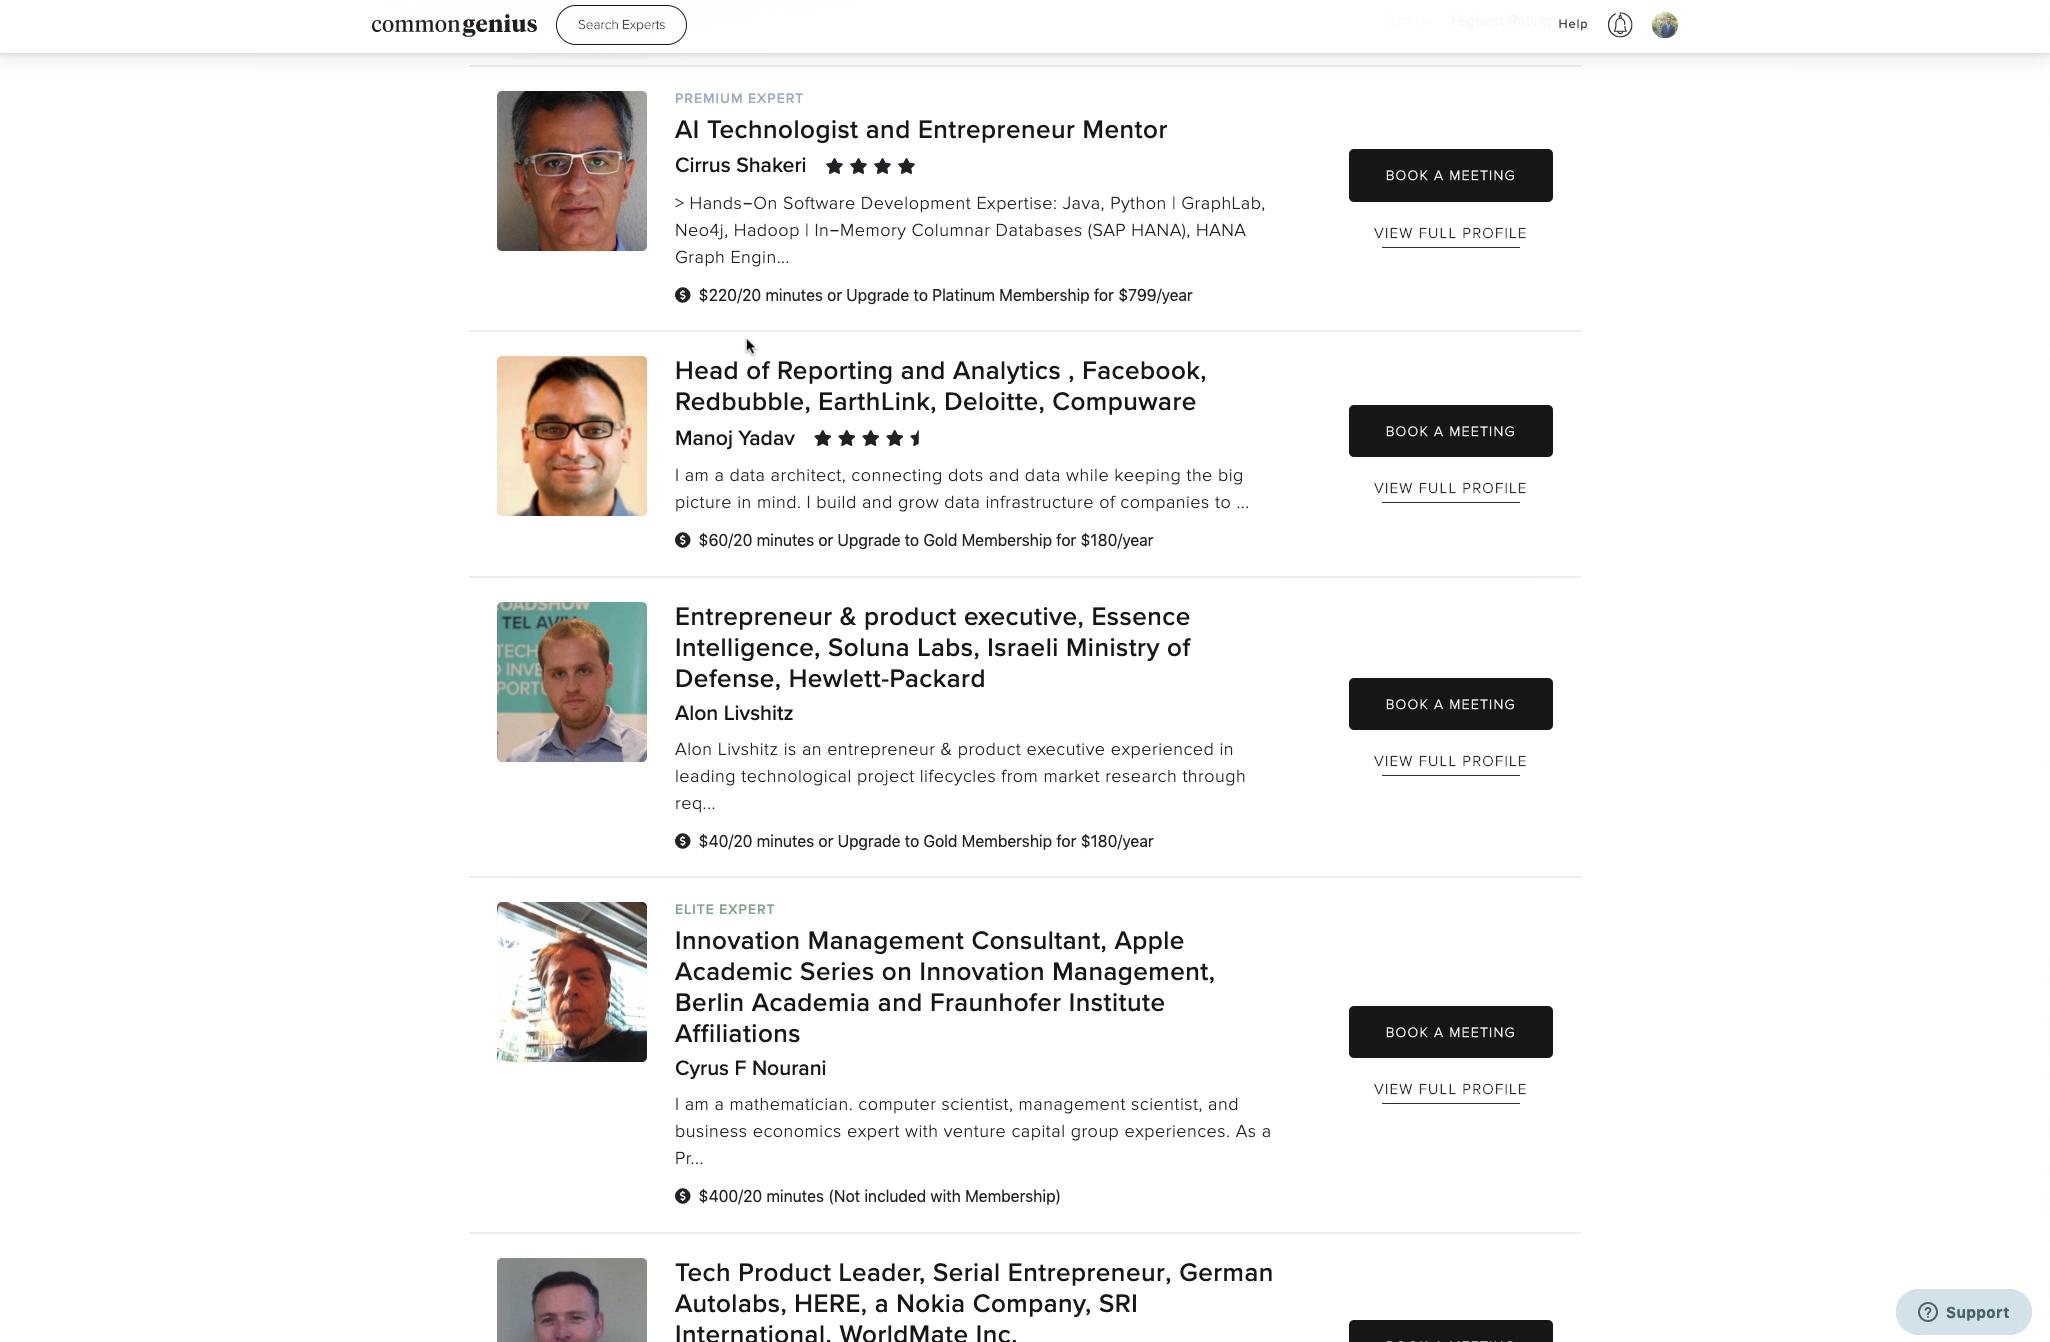 commongenius
Search Experts
Highest Rating
Help
PREMIUM EXPERT
AI Technologist and Entrepreneur Mentor
Cirrus Shakeri
> Hands-On Software Development Expertise: Java, Python | GraphLab,
Neo4j, Hadoop | In-Memory Columnar Databases (SAP HANA), HANA
Graph Engin...
$220/20 minutes or Upgrade to Platinum Membership for $799/year
BOOK A MEETING
VIEW FULL PROFILE
Head of Reporting and Analytics , Facebook,
Redbubble, EarthLink, Deloitte, Compuware
Manoj Yadav
I am a data architect, connecting dots and data while keeping the big
picture in mind. I build and grow data infrastructure of companies to ...
$60/20 minutes or Upgrade to Gold Membership for $180/year
BOOK A MEETING
VIEW FULL PROFILE
OADSHOW
TEL AVIV
TECH
INVE
PORTU
Entrepreneur & product executive, Essence
Intelligence, Soluna Labs, Israeli Ministry of
Defense, Hewlett-Packard
Alon Livshitz
Alon Livshitz is an entrepreneur & product executive experienced in
leading technological project lifecycles from market research through
req...
$40/20 minutes or Upgrade to Gold Membership for $180/year
BOOK A MEETING
VIEW FULL PROFILE
ELITE EXPERT
Innovation Management Consultant, Apple
Academic Series on Innovation Management,
Berlin Academia and Fraunhofer Institute
Affiliations
Cyrus F Nourani
I am a mathematician. computer scientist, management scientist, and
business economics expert with venture capital group experiences. As a
Pr...
$400/20 minutes (Not included with Membership)
BOOK A MEETING
VIEW FULL PROFILE
Tech Product Leader, Serial Entrepreneur, German
Autolabs, HERE, a Nokia Company, SRI
International, WorldMate Inc.
BOOK A MEETING
Support